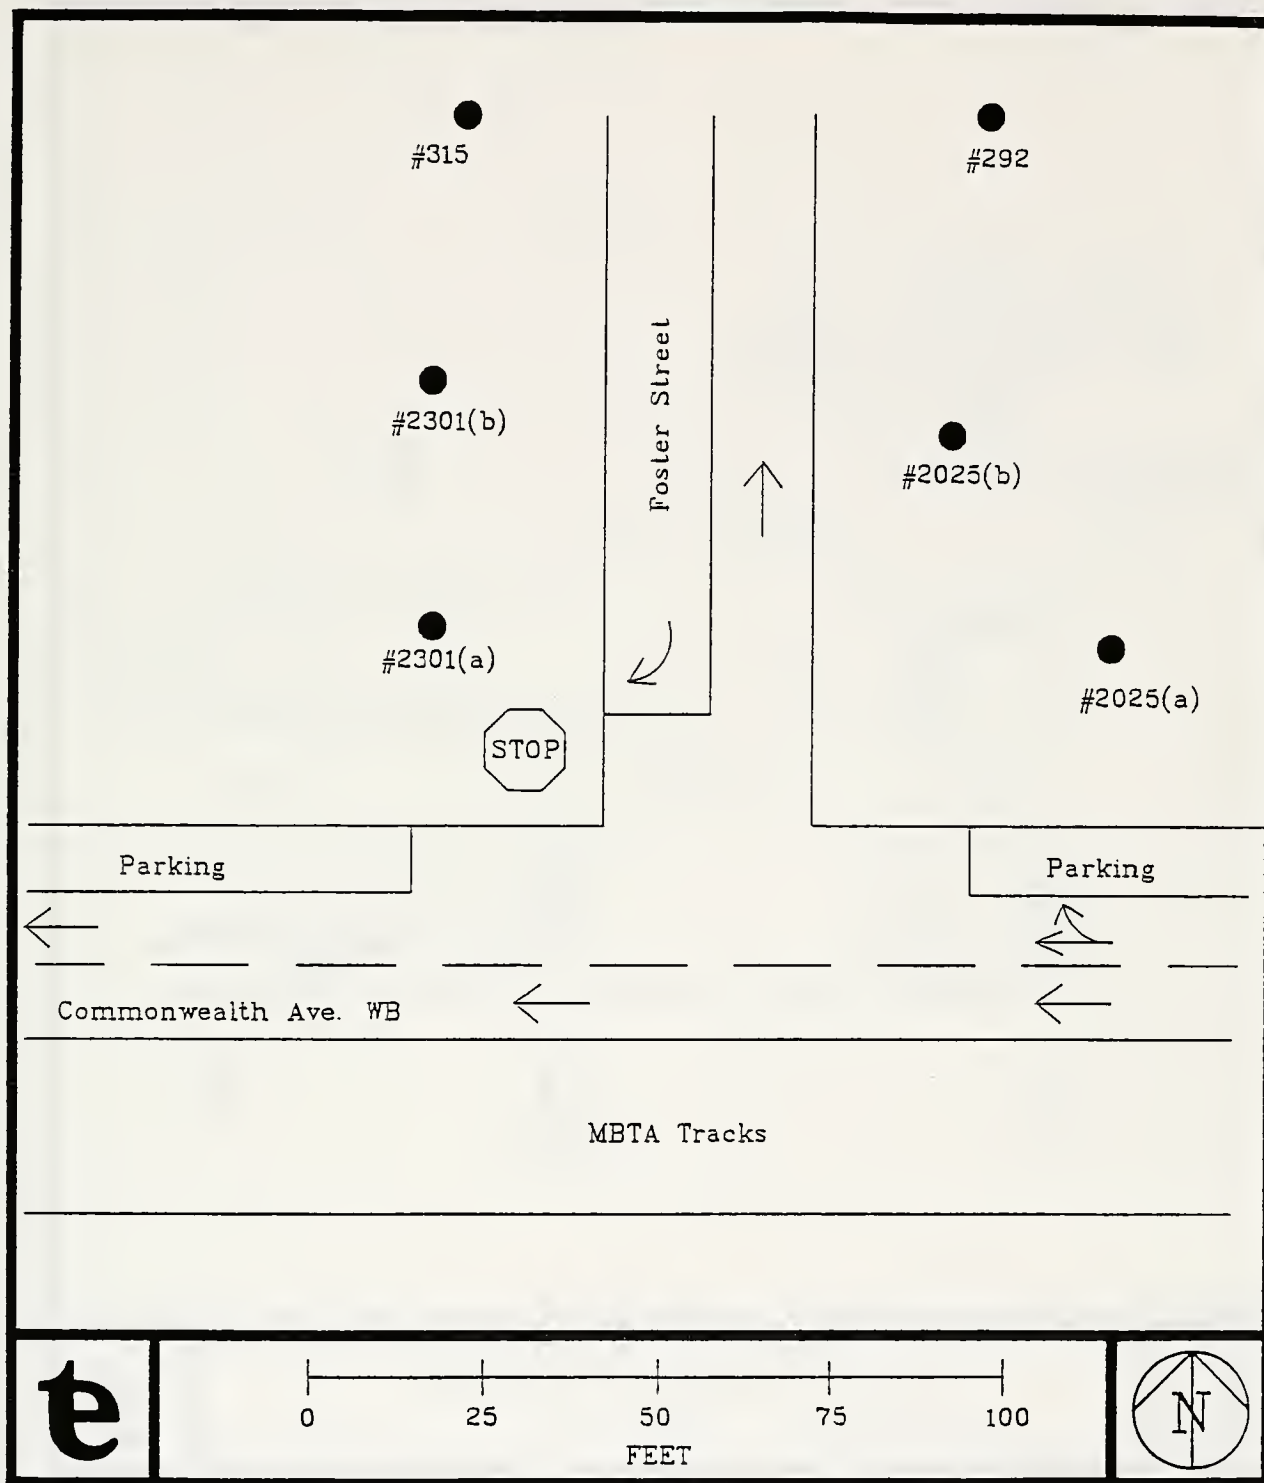 #315
#292
#2301(b)
Foster Street
#2025(b)
#2301(a)
#2025(a)
STOP
Parking
Parking
Commonwealth Ave. WB
MBTA Tracks
te
0 25 50 75 100
FEET
N